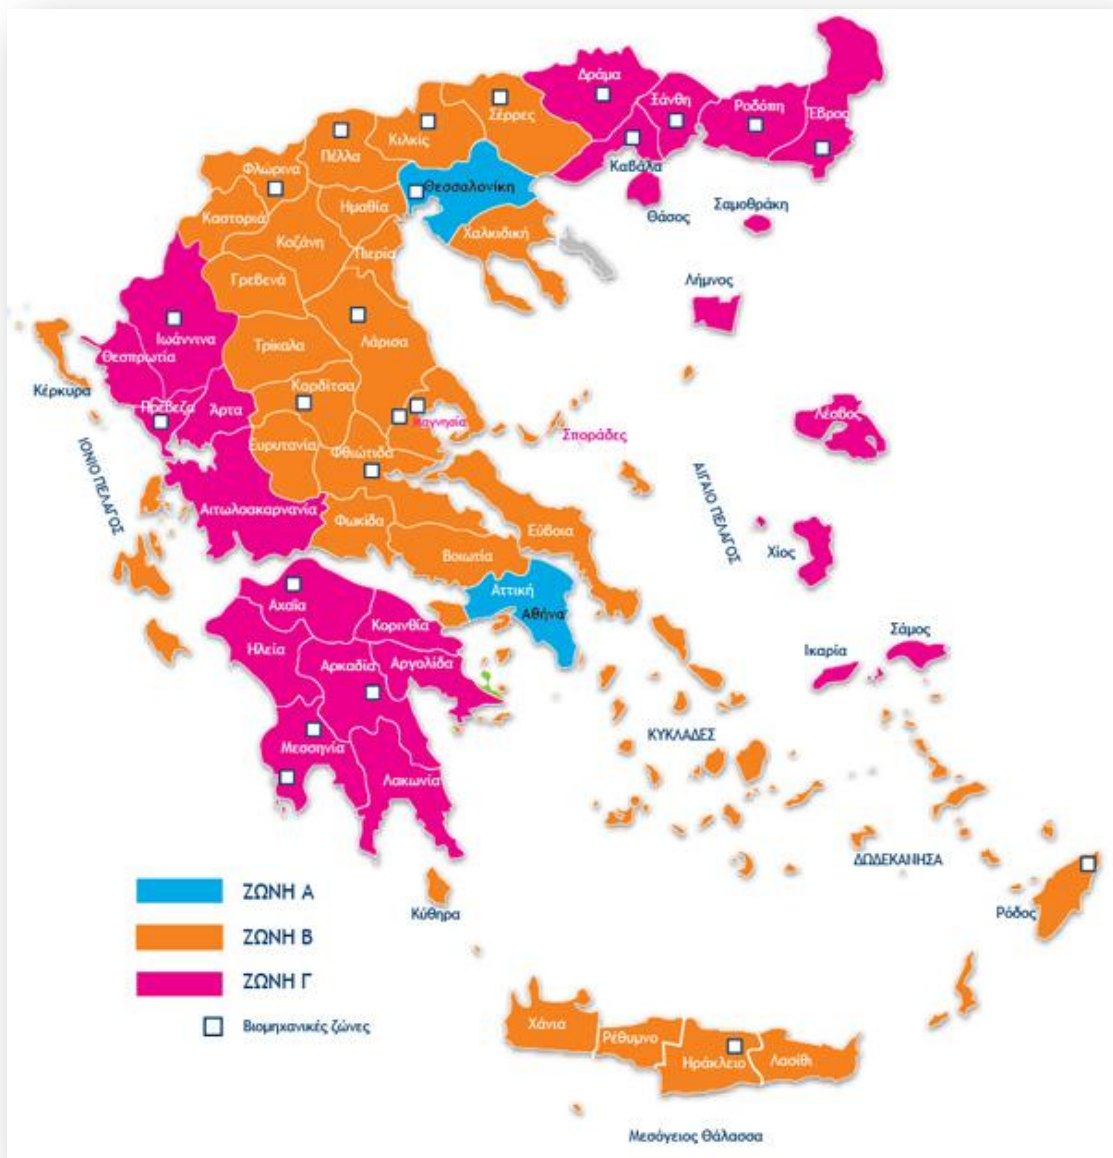 Δράμα
Ξάνθη
Ροδόπη
Έβρος
Σέρρες
Κιλκίς
Πέλλα
Καβάλα
Φλώρινα
Θεσσαλονίκη
Θάσος
Σαμοθράκη
Καστοριά
Ημαθία
Κοζάνη
Χαλκιδική
Πιερία
Γρεβενά
Λήμνος
Ιωάννινα
Λάρισα
Τρίκαλα
Θεσπρωτία
Κέρκυρα
Καρδίτσα
Πρέβεζα
Άρτα
Μαγνησία
Λέσβος
Σποράδες
Ευρυτανία
Φθιώτιδα
ΙΟΝΙΟ ΠΕΛΑΓΟΣ
ΑΙΓΑΙΟ ΠΕΛΑΓΟΣ
Αιτωλοακαρνανία
Φωκίδα
Εύβοια
Βοιωτία
Χίος
Αττική
Αθήνα
Αχαΐα
Κορινθία
Ηλεία
Αρκαδία
Αργολίδα
Ικαρία
Σάμος
ΚΥΚΛΑΔΕΣ
Μεσσηνία
Λακωνία
ΔΩΔΕΚΑΝΗΣΑ
ΖΩΝΗ Α
Κύθηρα
Ρόδος
ΖΩΝΗ Β
ΖΩΝΗ Γ
Βιομηχανικές ζώνες
Χάνια
Ρέθυμνο
Ηράκλειο
Λασίθι
Μεσόγειος Θάλασσα